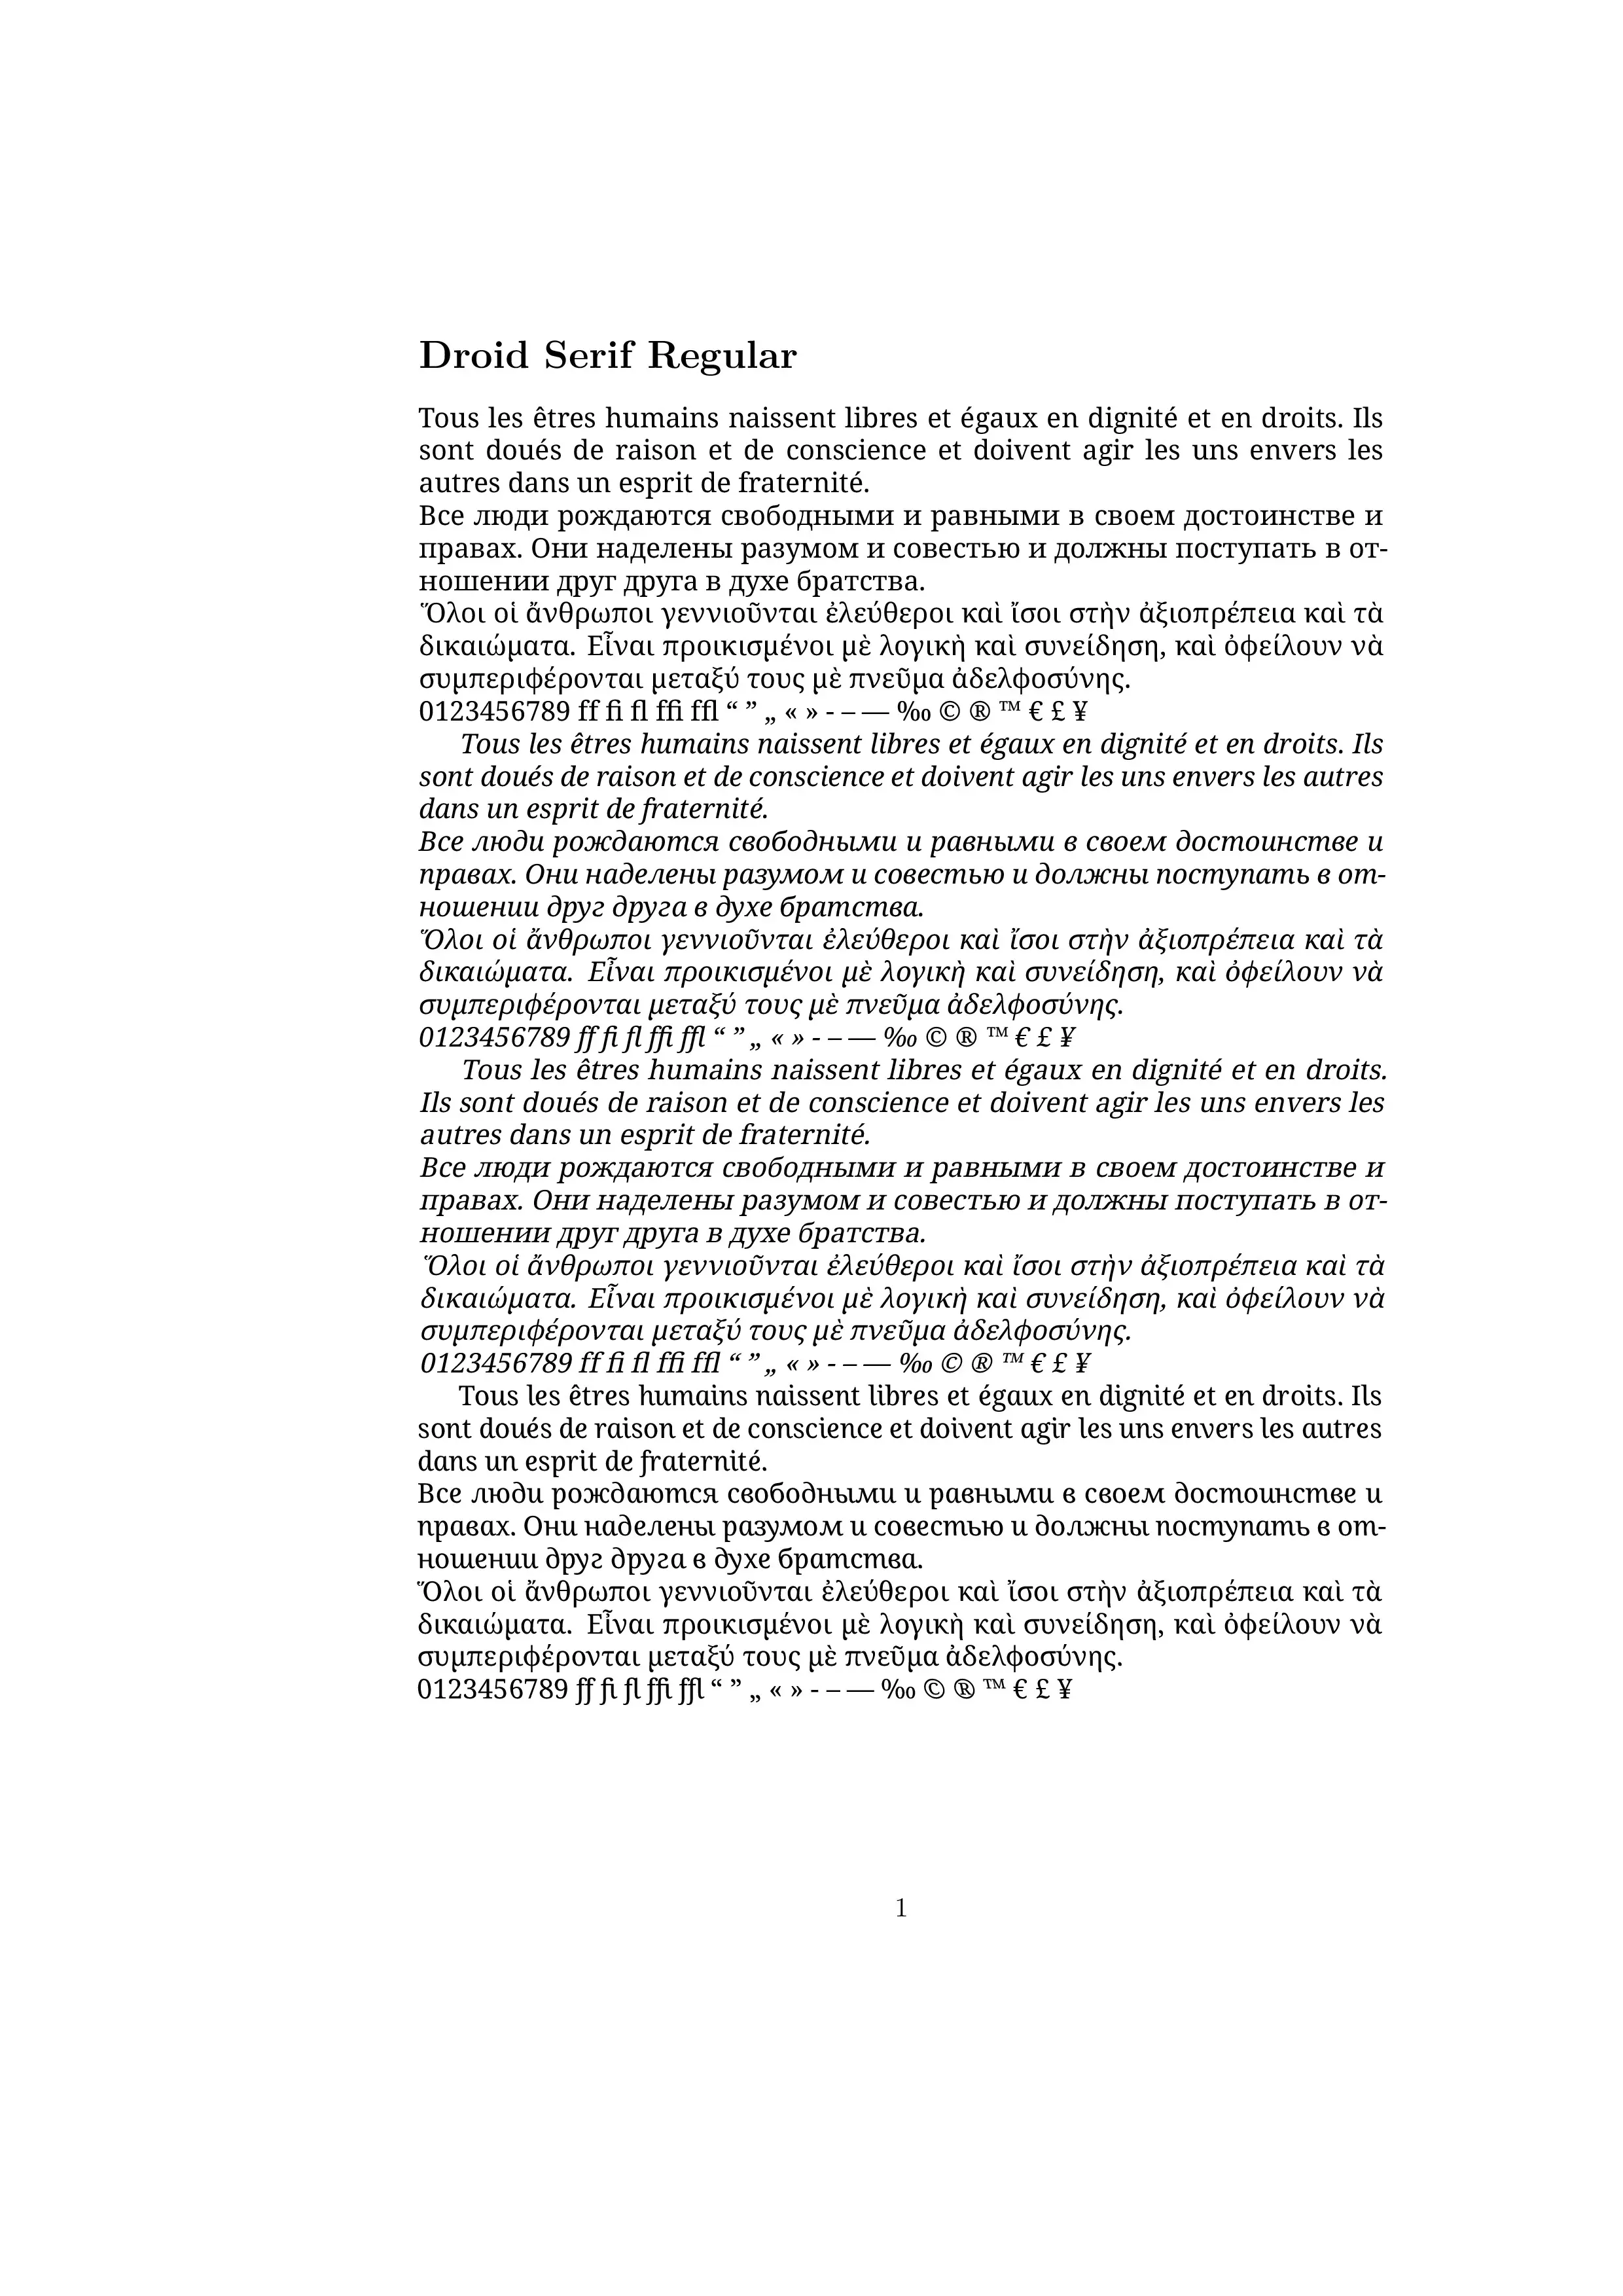 Droid Serif Regular
Tous les êtres humains naissent libres et égaux en dignité et en droits. Ils
sont doués de raison et de conscience et doivent agir les uns envers les
autres dans un esprit de fraternité.
Все люди рождаются свободными и равными в своем достоинстве и
правах. Они наделены разумом и совестью и должны поступать в от-
ношении друг друга в духе братства.
Ὅλοι οἱ ἄνθρωποι γεννιοῦνται ἐλεύθεροι καὶ ἴσοι στὴν ἀξιοπρέπεια καὶ τὰ
δικαιώματα. Εἶναι προικισμένοι μὲ λογικὴ καὶ συνείδηση, καὶ ὀφείλουν νὰ
συμπεριφέρονται μεταξύ τους μὲ πνεῦμα ἀδελφοσύνης.
0123456789 ff fi fl ffi ffl “ ” „ « » - – — ‰ © ® ™ € £ ¥
Tous les êtres humains naissent libres et égaux en dignité et en droits. Ils
sont doués de raison et de conscience et doivent agir les uns envers les autres
dans un esprit de fraternité.
Все люди рождаются свободными и равными в своем достоинстве и
правах. Они наделены разумом и совестью и должны поступать в от-
ношении друг друга в духе братства.
Ὅλοι οἱ ἄνθρωποι γεννιοῦνται ἐλεύθεροι καὶ ἴσοι στὴν ἀξιοπρέπεια καὶ τὰ
δικαιώματα. Εἶναι προικισμένοι μὲ λογικὴ καὶ συνείδηση, καὶ ὀφείλουν νὰ
συμπεριφέρονται μεταξύ τους μὲ πνεῦμα ἀδελφοσύνης.
0123456789 ff fi fl ffi ffl “ ” „ « » - – — ‰ © ® ™ € £ ¥
Tous les êtres humains naissent libres et égaux en dignité et en droits.
Ils sont doués de raison et de conscience et doivent agir les uns envers les
autres dans un esprit de fraternité.
Все люди рождаются свободными и равными в своем достоинстве и
правах. Они наделены разумом и совестью и должны поступать в от-
ношении друг друга в духе братства.
Ὅλοι οἱ ἄνθρωποι γεννιοῦνται ἐλεύθεροι καὶ ἴσοι στὴν ἀξιοπρέπεια καὶ τὰ
δικαιώματα. Εἶναι προικισμένοι μὲ λογικὴ καὶ συνείδηση, καὶ ὀφείλουν νὰ
συμπεριφέρονται μεταξύ τους μὲ πνεῦμα ἀδελφοσύνης.
0123456789 ff fi fl ffi ffl “ ” „ « » - – — ‰ © ® ™ € £ ¥
Tous les êtres humains naissent libres et égaux en dignité et en droits. Ils
sont doués de raison et de conscience et doivent agir les uns envers les autres
dans un esprit de fraternité.
Все люди рождаются свободными и равными в своем достоинстве и
правах. Они наделены разумом и совестью и должны поступать в от-
ношении друг друга в духе братства.
Ὅλοι οἱ ἄνθρωποι γεννιοῦνται ἐλεύθεροι καὶ ἴσοι στὴν ἀξιοπρέπεια καὶ τὰ
δικαιώματα. Εἶναι προικισμένοι μὲ λογικὴ καὶ συνείδηση, καὶ ὀφείλουν νὰ
συμπεριφέρονται μεταξύ τους μὲ πνεῦμα ἀδελφοσύνης.
0123456789 ff fi fl ffi ffl “ ” „ « » - – — ‰ © ® ™ € £ ¥
1